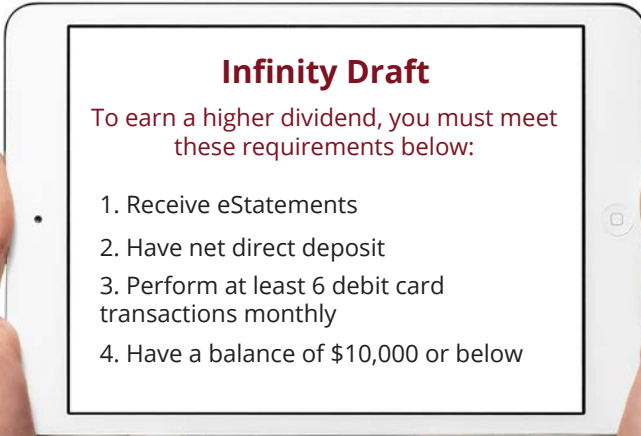 Infinity Draft
To earn a higher dividend, you must meet
these requirements below:
1. Receive eStatements
2. Have net direct deposit
3. Perform at least 6 debit card
transactions monthly
4. Have a balance of $10,000 or below